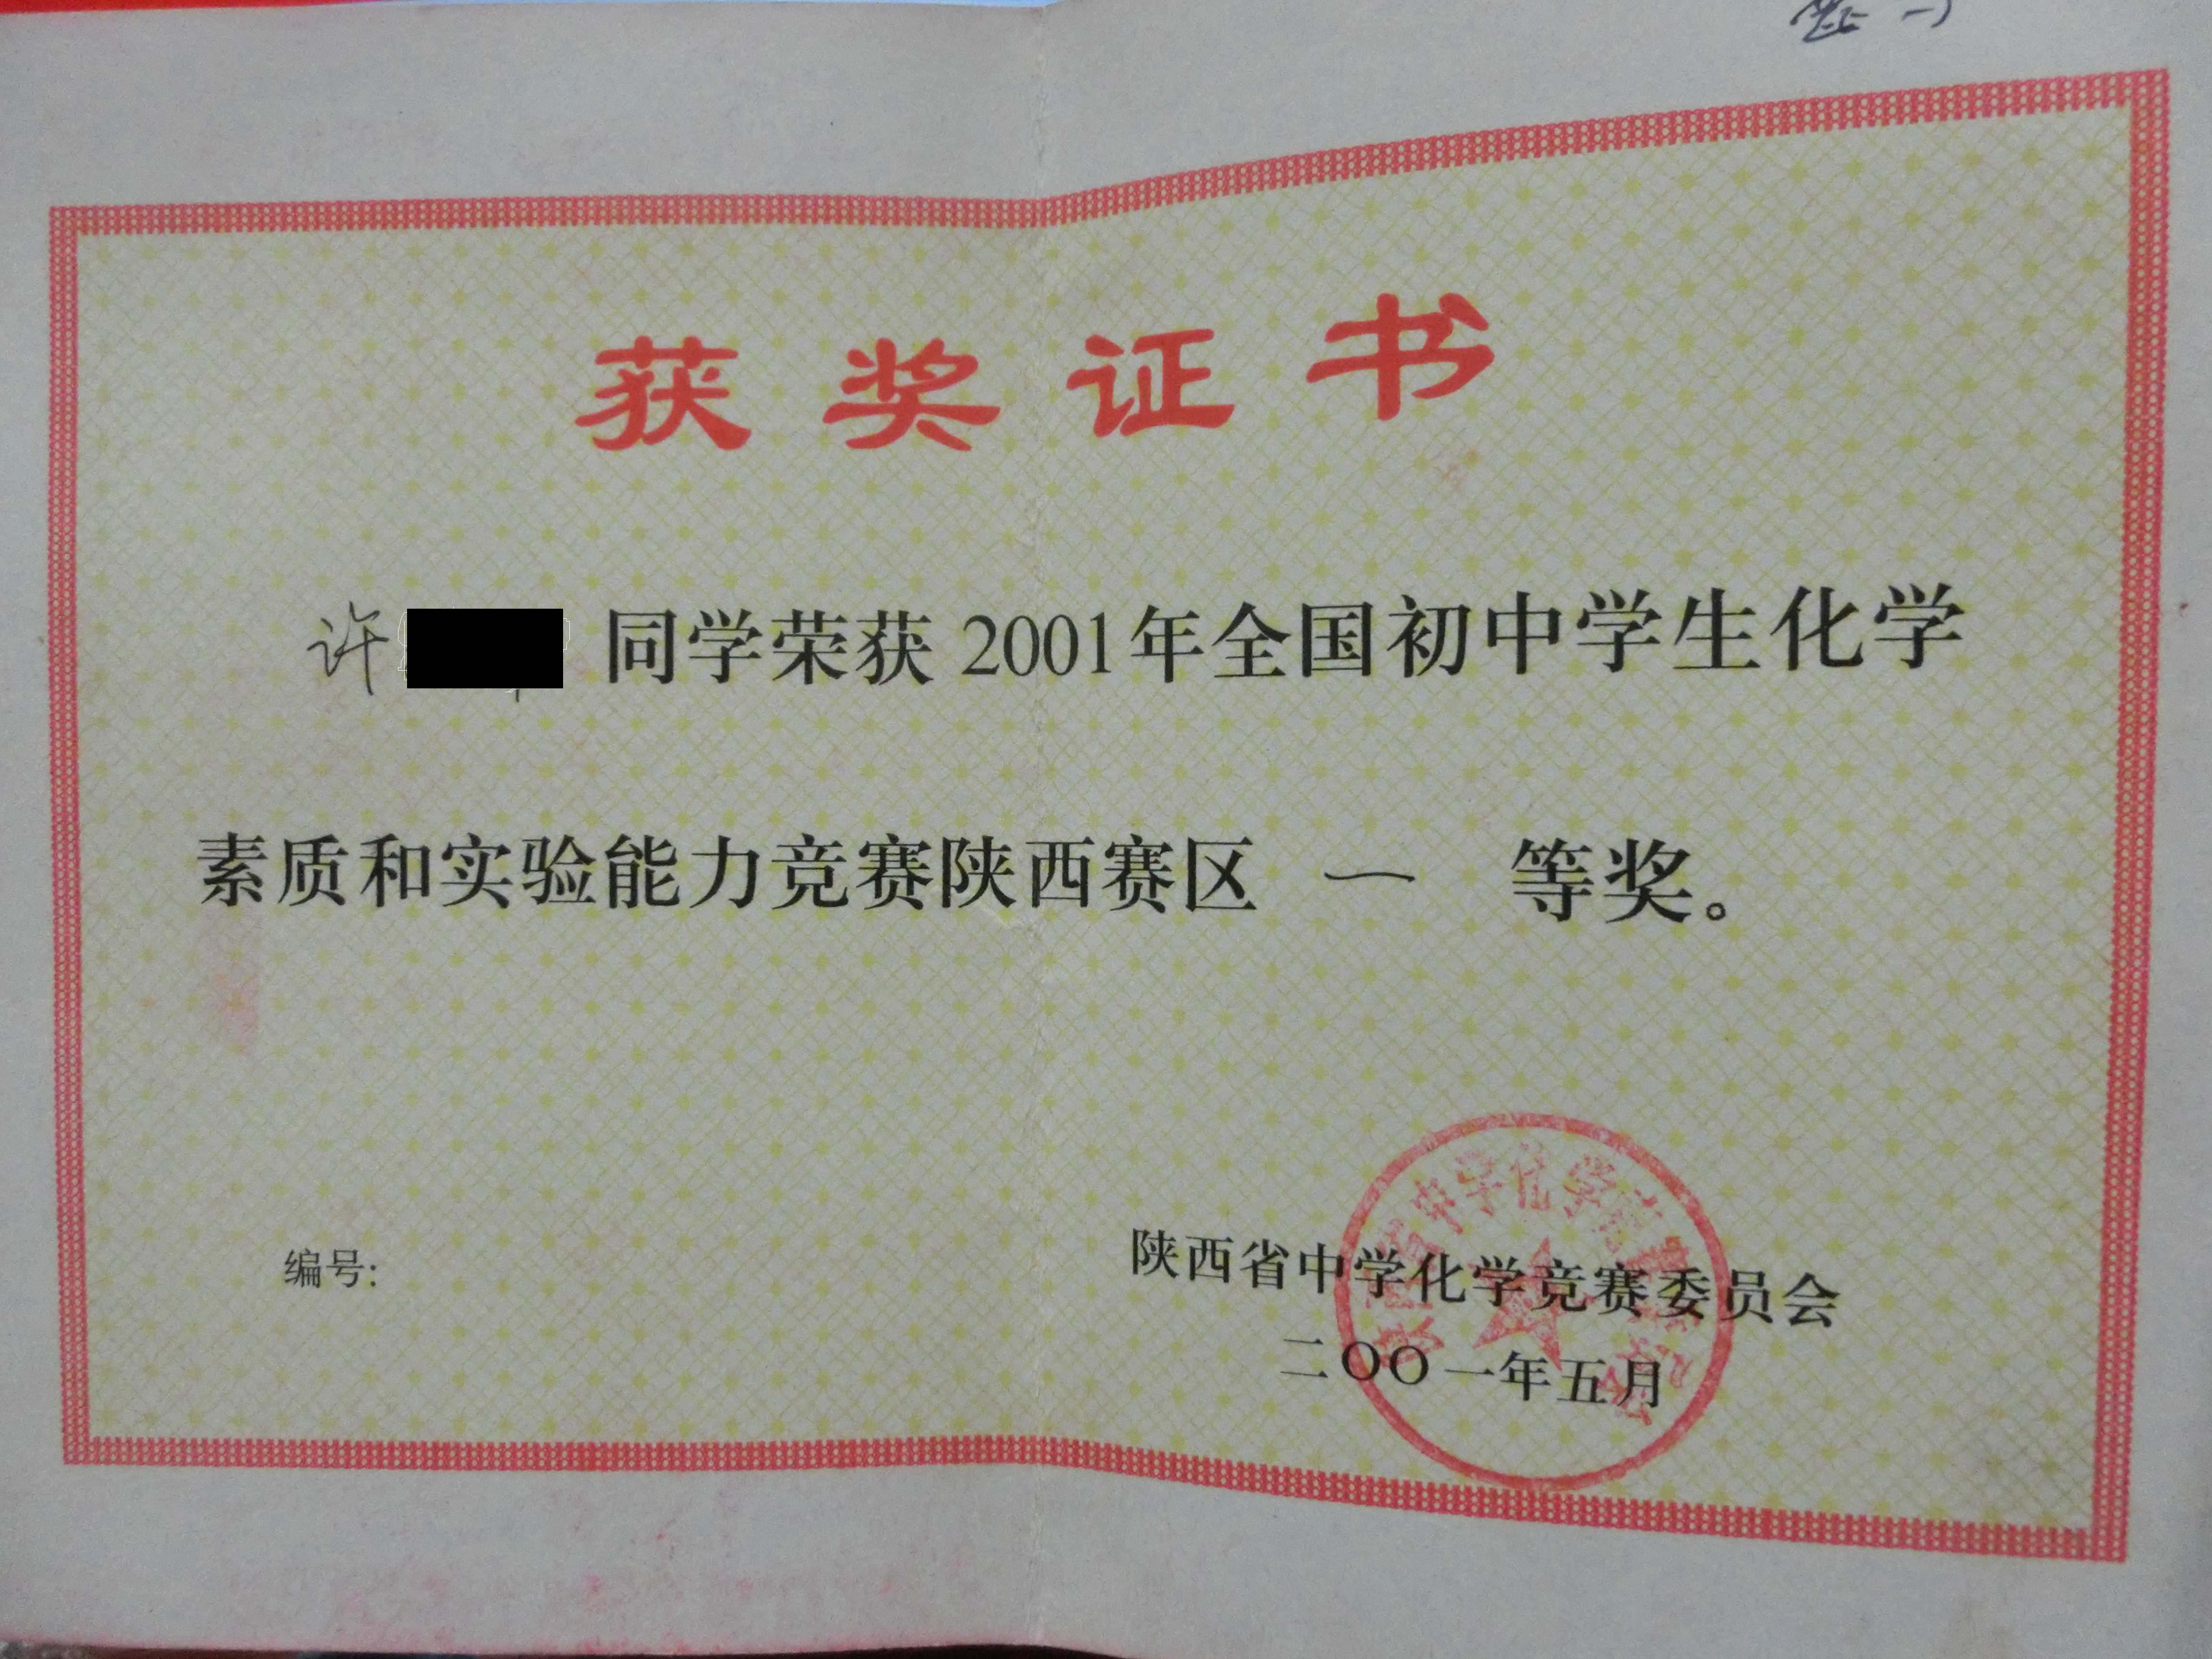 获奖证书
许 同学荣获 2001年全国初中学生化学
素质和实验能力竞赛陕西赛区 一 等奖。
编号:
陕西省中学化学竞赛委员会
二〇〇一年五月